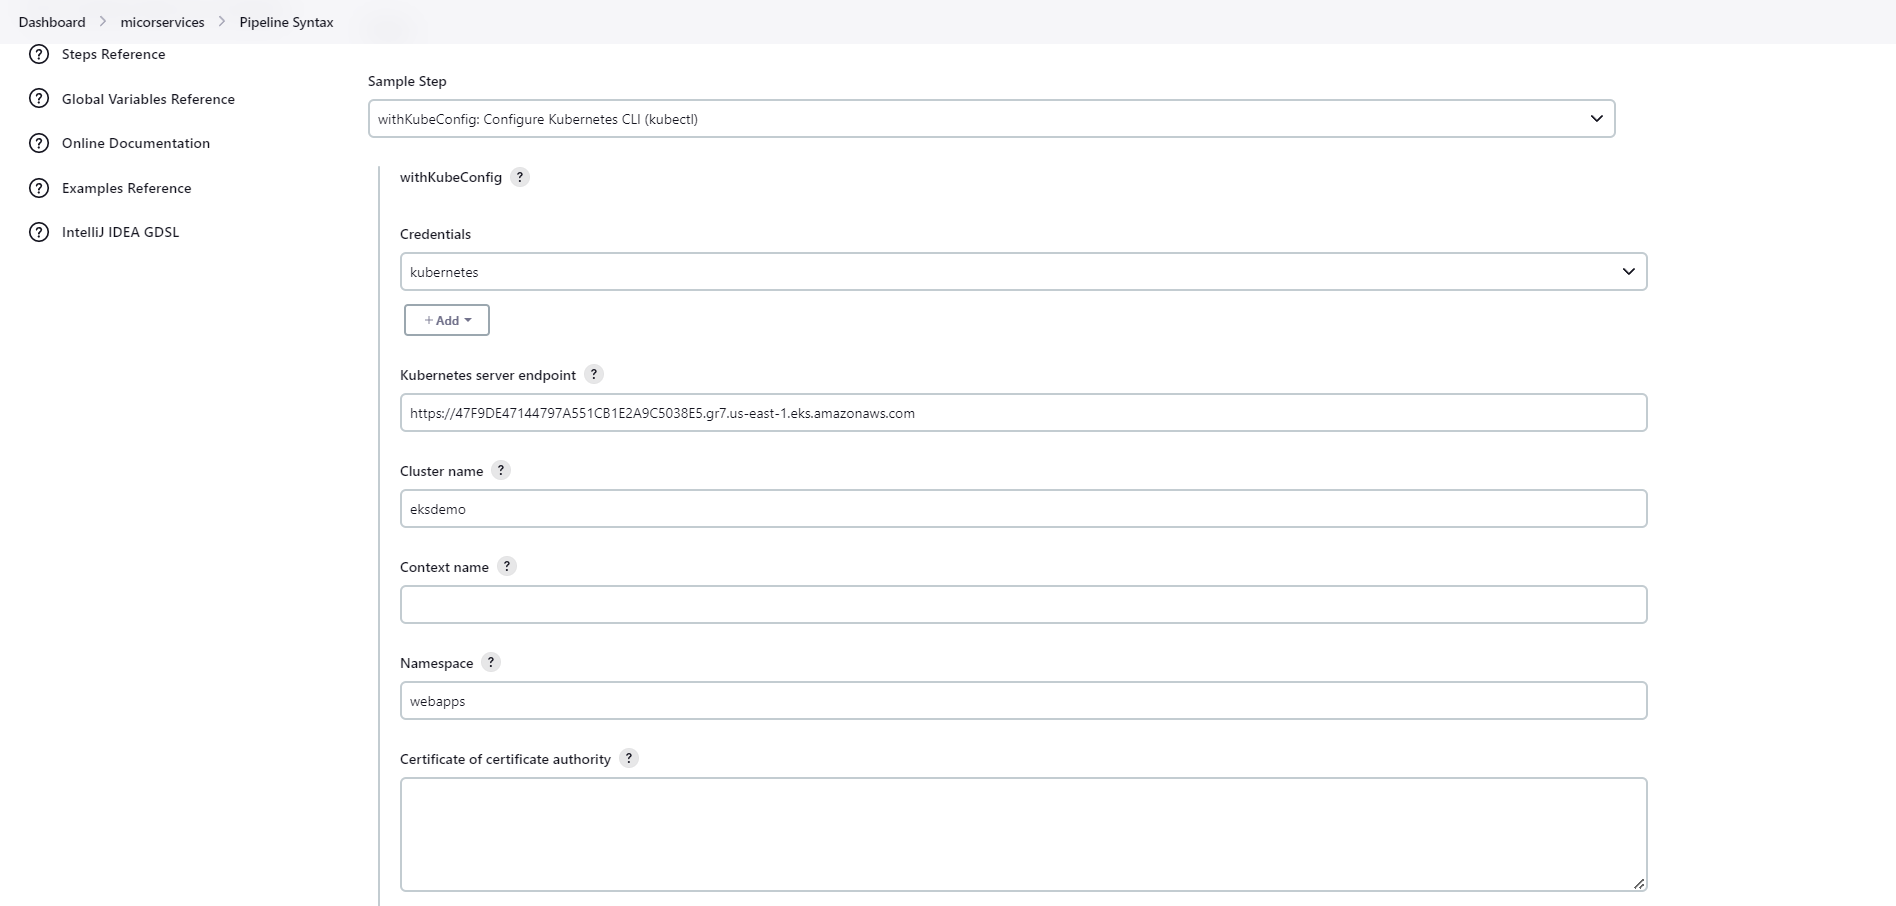 Dashboard > micorservices > Pipeline Syntax
Steps Reference
Global Variables Reference
Online Documentation
Examples Reference
IntelliJ IDEA GDSL
Sample Step
withKubeConfig: Configure Kubernetes CLI (kubectl)
withKubeConfig ?
Credentials
kubernetes
+ Add
Kubernetes server endpoint ?
https://47F9DE47144797A551CB1E2A9C5038E5.gr7.us-east-1.eks.amazonaws.com
Cluster name ?
eksdemo
Context name ?
Namespace ?
webapps
Certificate of certificate authority ?